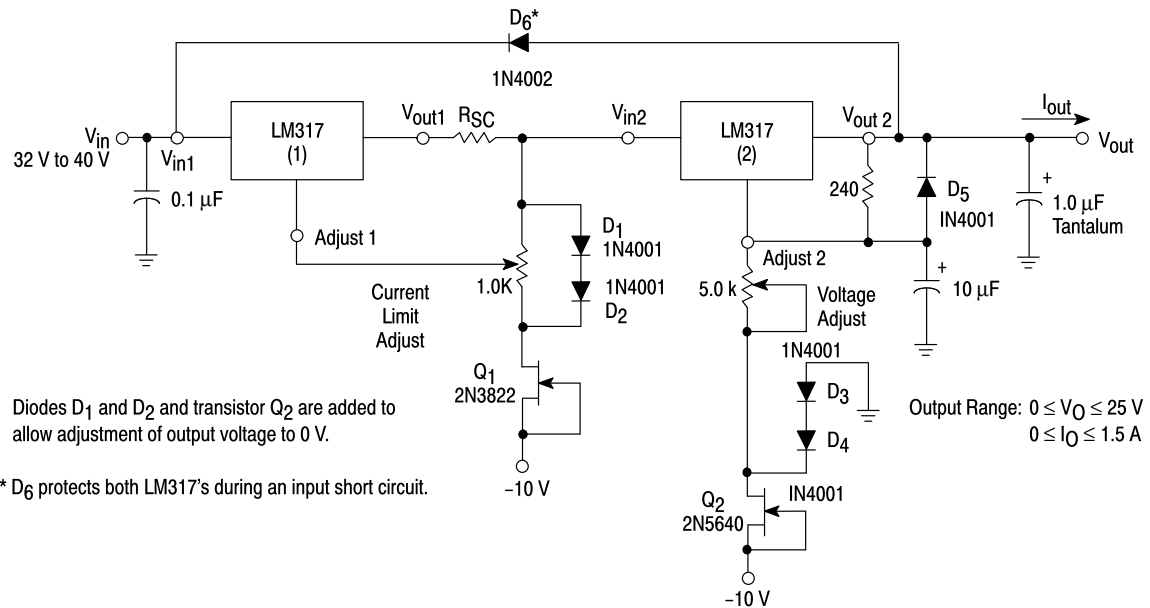 D6*
1N4002
Vin
32 V to 40 V
Vin1
LM317
(1)
Vout1
RSC
Vin2
LM317
(2)
Vout 2
Iout
Vout
0.1 µF
Adjust 1
D1
1N4001
1.0K
1N4001
D2
Current
Limit
Adjust
240
D5
IN4001
+
1.0 µF
Tantalum
Adjust 2
5.0 k
Voltage
Adjust
+
10 µF
Q1
2N3822
–10 V
1N4001
D3
D4
IN4001
Q2
2N5640
–10 V
Output Range: 0 ≤ VO ≤ 25 V
0 ≤ IO ≤ 1.5 A
Diodes D1 and D2 and transistor Q2 are added to
allow adjustment of output voltage to 0 V.
* D6 protects both LM317's during an input short circuit.